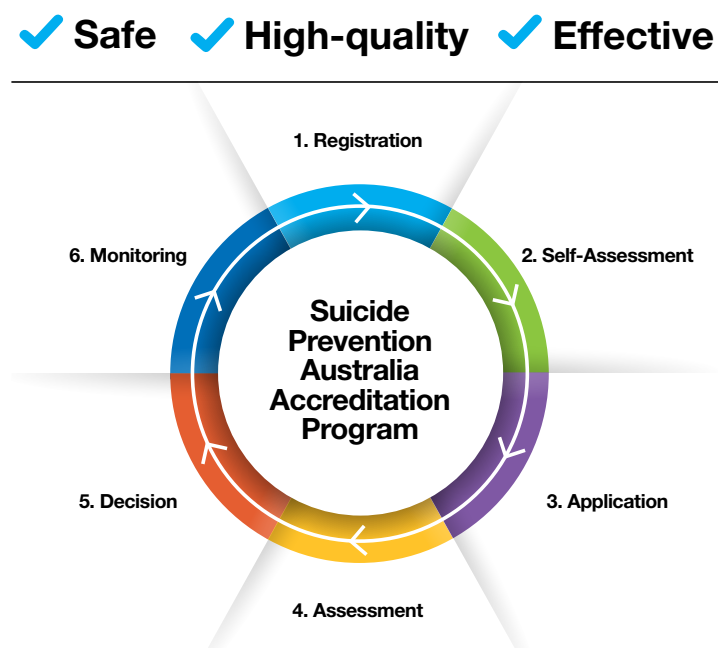 Safe High-quality Effective
1. Registration
2. Self-Assessment
3. Application
4. Assessment
5. Decision
6. Monitoring
Suicide
Prevention
Australia
Accreditation
Program